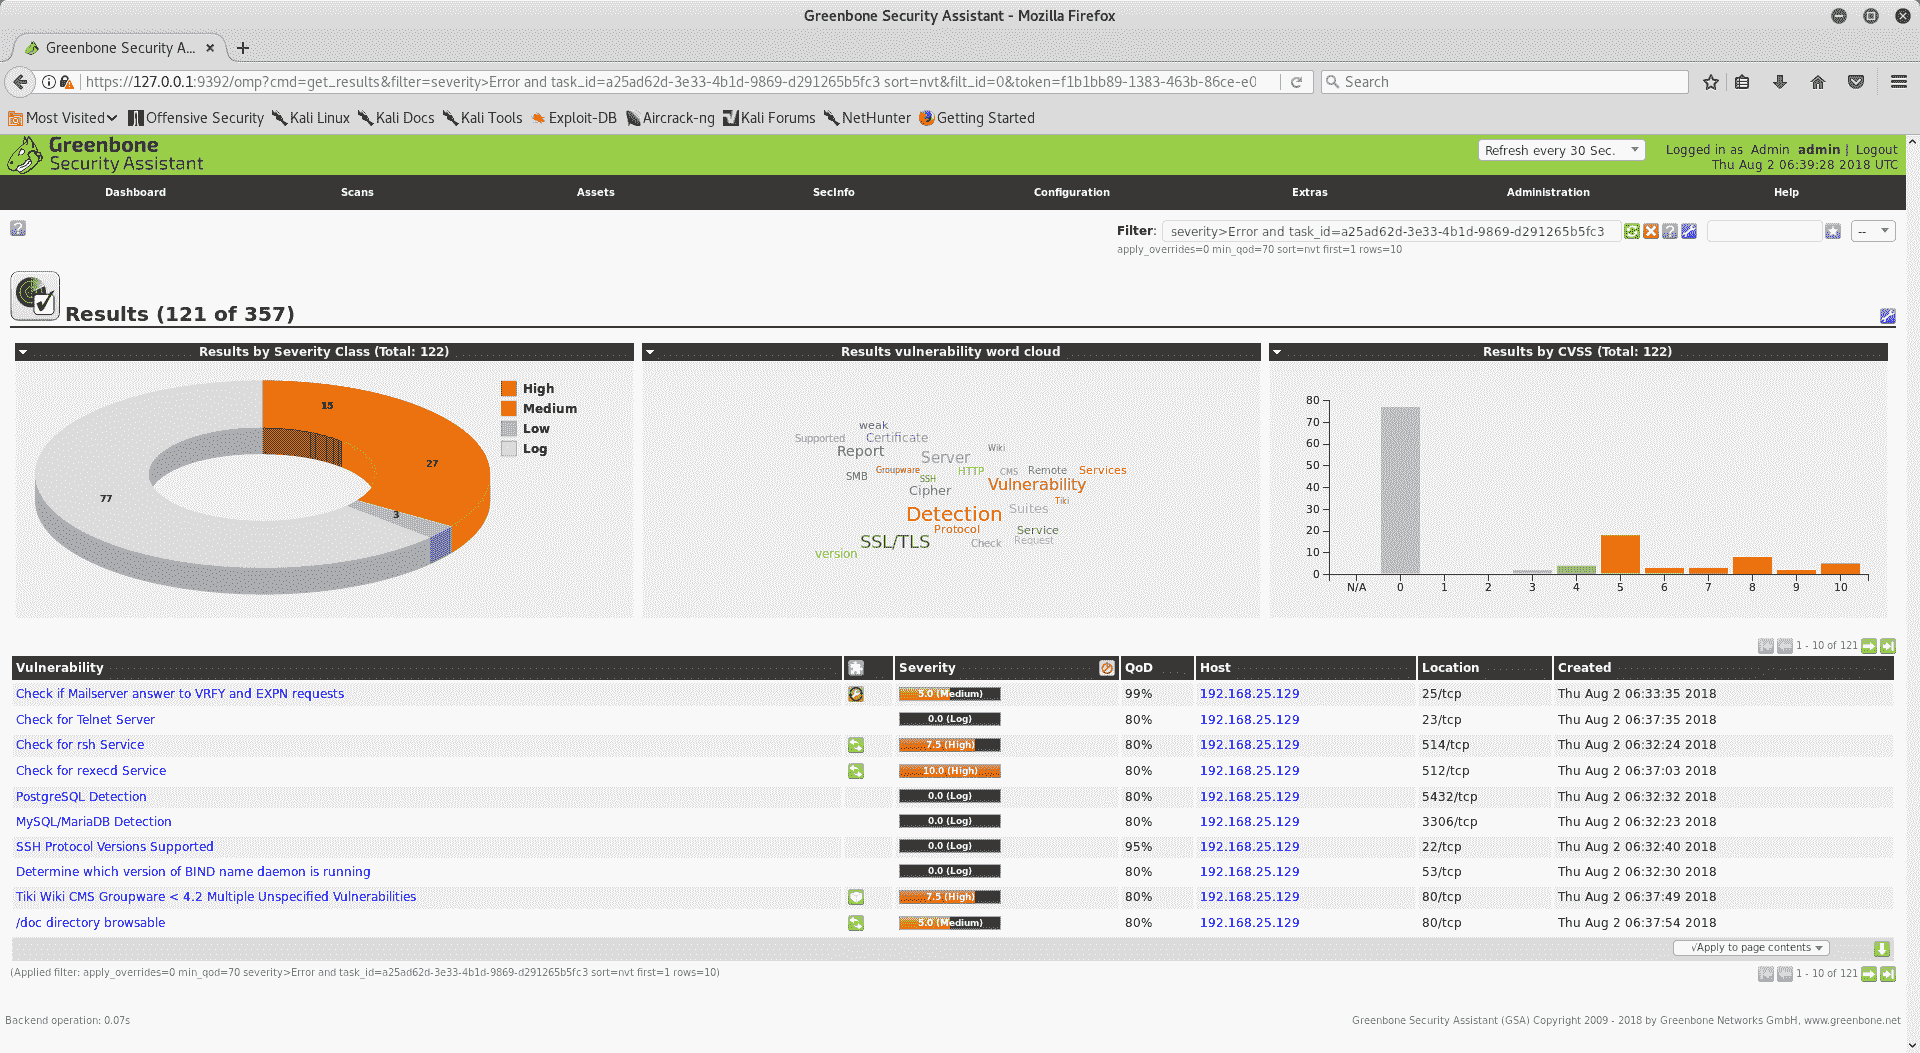 Greenbone Security Assistant - Mozilla Firefox
Greenbone Security A... × +
https://127.0.0.1:9392/omp?cmd=get_results&filter=severity>Error and task_id=a25ad62d-3e33-4b1d-9869-d291265b5fc3 sort=nvt&filt_id=0&token=f1b1bb89-1383-463b-86ce-e0
Search
Most Visited Offensive Security Kali Linux Kali Docs Kali Tools Exploit-DB Aircrack-ng Kali Forums NetHunter Getting Started
Greenbone
Security Assistant
Refresh every 30 Sec.
Logged in as Admin admin | Logout
Thu Aug 2 06:39:28 2018 UTC
Dashboard Scans Assets SecInfo Configuration Extras Administration Help
Filter: severity>Error and task_id=a25ad62d-3e33-4b1d-9869-d291265b5fc3 --
apply_overrides=0 min_qod=70 sort=nvt first=1 rows=10
Results (121 of 357)
Results by Severity Class (Total: 122)
15
27
3
77
High
Medium
Low
Log
Results vulnerability word cloud
weak
Supported Certificate
Report Server Wiki
SMB Groupware SSH HTTP CMS Remote Services
Cipher Vulnerability
Tiki
Detection Suites
Protocol Service
SSL/TLS Check Request
version
Results by CVSS (Total: 122)
80
70
60
50
40
30
20
10
0
N/A 0 1 2 3 4 5 6 7 8 9 10
1 - 10 of 121
Vulnerability Severity QoD Host Location Created
Check if Mailserver answer to VRFY and EXPN requests 5.0 (Medium) 99% 192.168.25.129 25/tcp Thu Aug 2 06:33:35 2018
Check for Telnet Server 0.0 (Log) 80% 192.168.25.129 23/tcp Thu Aug 2 06:37:35 2018
Check for rsh Service 7.5 (High) 80% 192.168.25.129 514/tcp Thu Aug 2 06:32:24 2018
Check for rexecd Service 10.0 (High) 80% 192.168.25.129 512/tcp Thu Aug 2 06:37:03 2018
PostgreSQL Detection 0.0 (Log) 80% 192.168.25.129 5432/tcp Thu Aug 2 06:32:32 2018
MySQL/MariaDB Detection 0.0 (Log) 80% 192.168.25.129 3306/tcp Thu Aug 2 06:32:23 2018
SSH Protocol Versions Supported 0.0 (Log) 95% 192.168.25.129 22/tcp Thu Aug 2 06:32:40 2018
Determine which version of BIND name daemon is running 0.0 (Log) 80% 192.168.25.129 53/tcp Thu Aug 2 06:32:30 2018
Tiki Wiki CMS Groupware < 4.2 Multiple Unspecified Vulnerabilities 7.5 (High) 80% 192.168.25.129 80/tcp Thu Aug 2 06:37:49 2018
/doc directory browsable 5.0 (Medium) 80% 192.168.25.129 80/tcp Thu Aug 2 06:37:54 2018
√Apply to page contents
(Applied filter: apply_overrides=0 min_qod=70 severity>Error and task_id=a25ad62d-3e33-4b1d-9869-d291265b5fc3 sort=nvt first=1 rows=10)
1 - 10 of 121
Backend operation: 0.07s
Greenbone Security Assistant (GSA) Copyright 2009 - 2018 by Greenbone Networks GmbH, www.greenbone.net